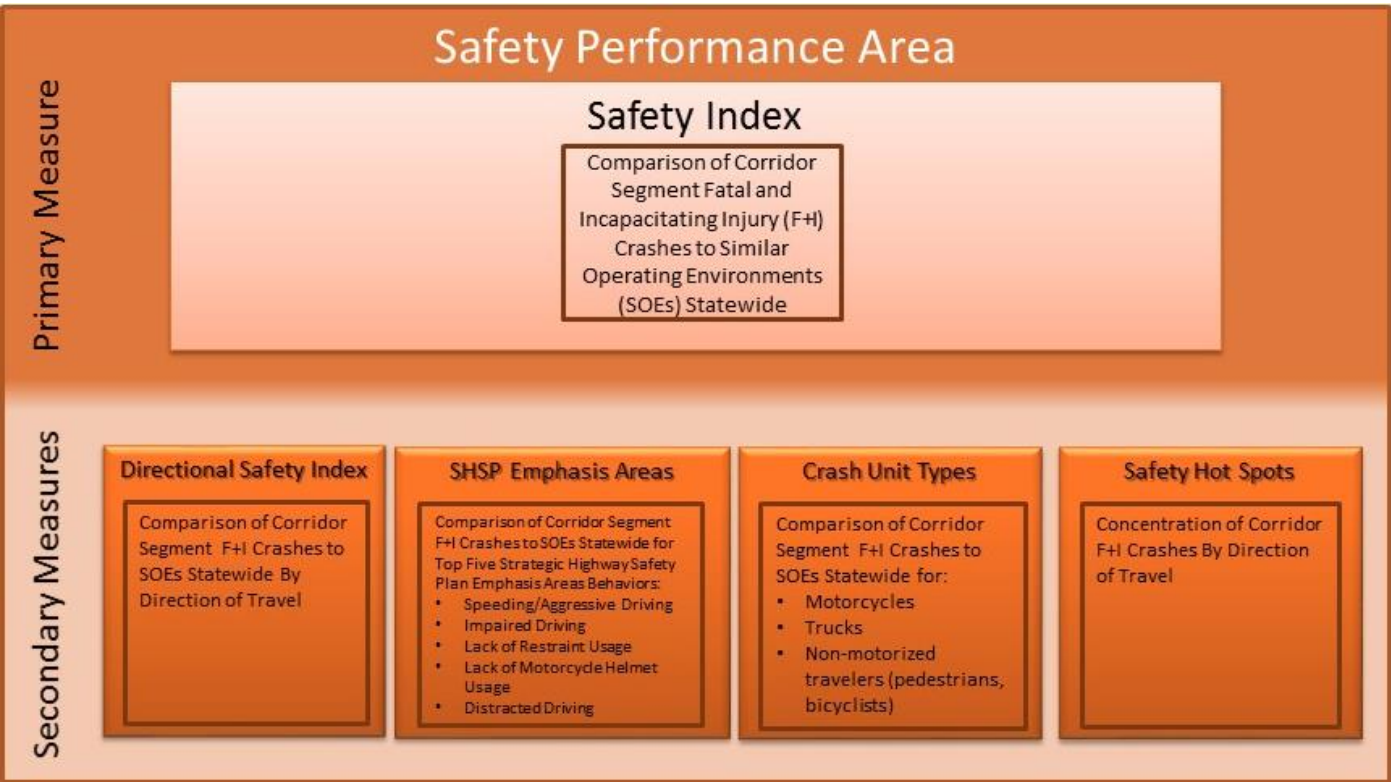 Safety Performance Area
Primary Measure
Safety Index
Comparison of Corridor
Segment Fatal and
Incapacitating Injury (F+I)
Crashes to Similar
Operating Environments
(SOEs) Statewide
Secondary Measures
Directional Safety Index
Comparison of Corridor
Segment F+I Crashes to
SOEs Statewide By
Direction of Travel
SHSP Emphasis Areas
Comparison of Corridor Segment
F+I Crashes to SOEs Statewide for
Top Five Strategic Highway Safety
Plan Emphasis Areas Behaviors:
• Speeding/Aggressive Driving
• Impaired Driving
• Lack of Restraint Usage
• Lack of Motorcycle Helmet
Usage
• Distracted Driving
Crash Unit Types
Comparison of Corridor
Segment F+I Crashes to
SOEs Statewide for:
• Motorcycles
• Trucks
• Non-motorized
travelers (pedestrians,
bicyclists)
Safety Hot Spots
Concentration of Corridor
F+I Crashes By Direction
of Travel